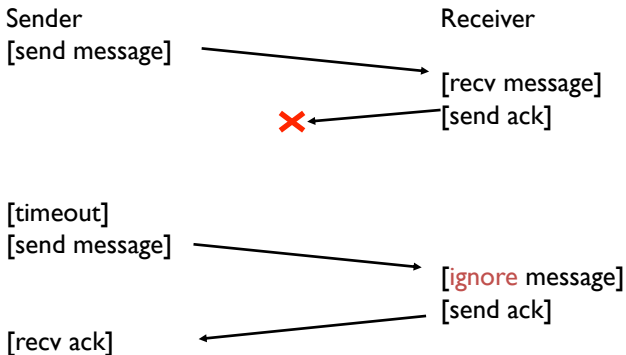 Sender
Receiver
[send message]
[recv message]
[send ack]
[timeout]
[send message]
[ignore message]
[send ack]
[recv ack]